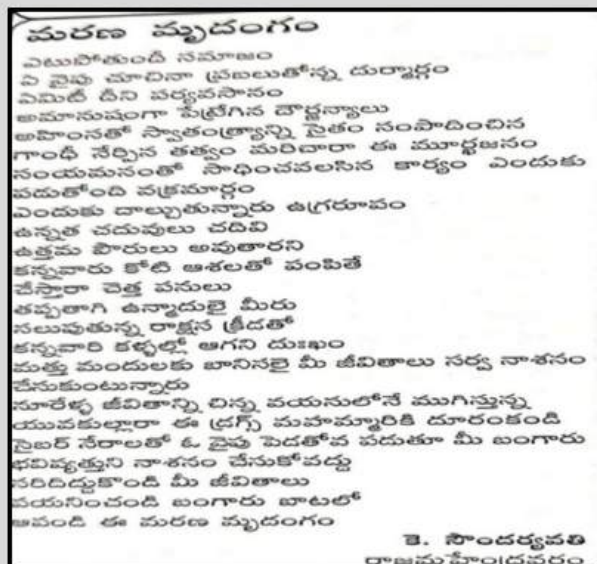 మరణ మృదంగం
ఎటుపోతుంది సమాజం
ఏ వైపు చూచినా ప్రబలుతోన్న దుర్మార్గం
ఏమిటి దీని పర్యవసానం
అమానుషంగా పేట్రేగిన దౌర్జన్యాలు
అహింసతో స్వాతంత్ర్యాన్ని సైతం సంపాదించిన
గాంధీ నేర్పిన తత్వం మరిచారా ఈ మూర్ఖజనం
సంయమనంతో సాధించవలసిన కార్యం ఎందుకు
పడుతోంది వక్రమార్గం
ఎందుకు దాల్చుతున్నారు ఉగ్రరూపం
ఉన్నత చదువులు చదివి
ఉత్తమ పౌరులు అవుతారని
కన్నవారు కోటి ఆశలతో పంపితే
చేస్తారా చెత్త పనులు
తప్పతాగి ఉన్మాదులై మీరు
సలుపుతున్న రాక్షస క్రీడతో
కన్నవారి కళ్ళల్లో ఆగని దుఃఖం
మత్తు మందులకు బానిసలై మీ జీవితాలు సర్వ నాశనం
చేసుకుంటున్నారు
నూరేళ్ళ జీవితాన్ని చిన్న వయసులోనే ముగిస్తున్న
యువకుల్లారా ఈ డ్రగ్స్ మహమ్మారికి దూరంకండి
సైబర్ నేరాలతో ఓ వైపు పెడతోవ పడుతూ మీ బంగారు
భవిష్యత్తుని నాశనం చేసుకోవద్దు
సరిదిద్దుకొండి మీ జీవితాలు
పయనించండి బంగారు బాటలో
ఆపండి ఈ మరణ మృదంగం
కె. సౌందర్యవతి
రాజమహేంద్రవరం